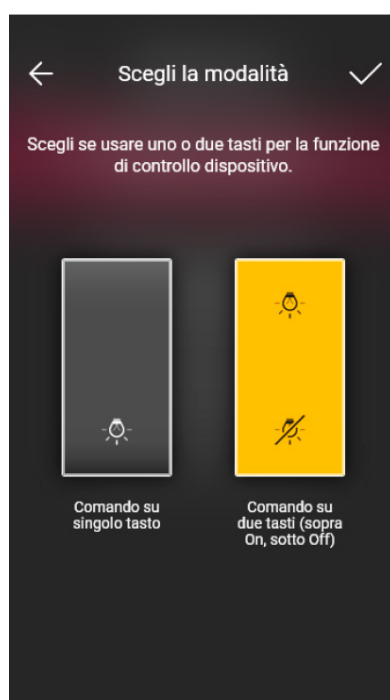 Scegli la modalità
Scegli se usare uno o due tasti per la funzione
di controllo dispositivo.
Comando su
singolo tasto
Comando su
due tasti (sopra
On, sotto Off)